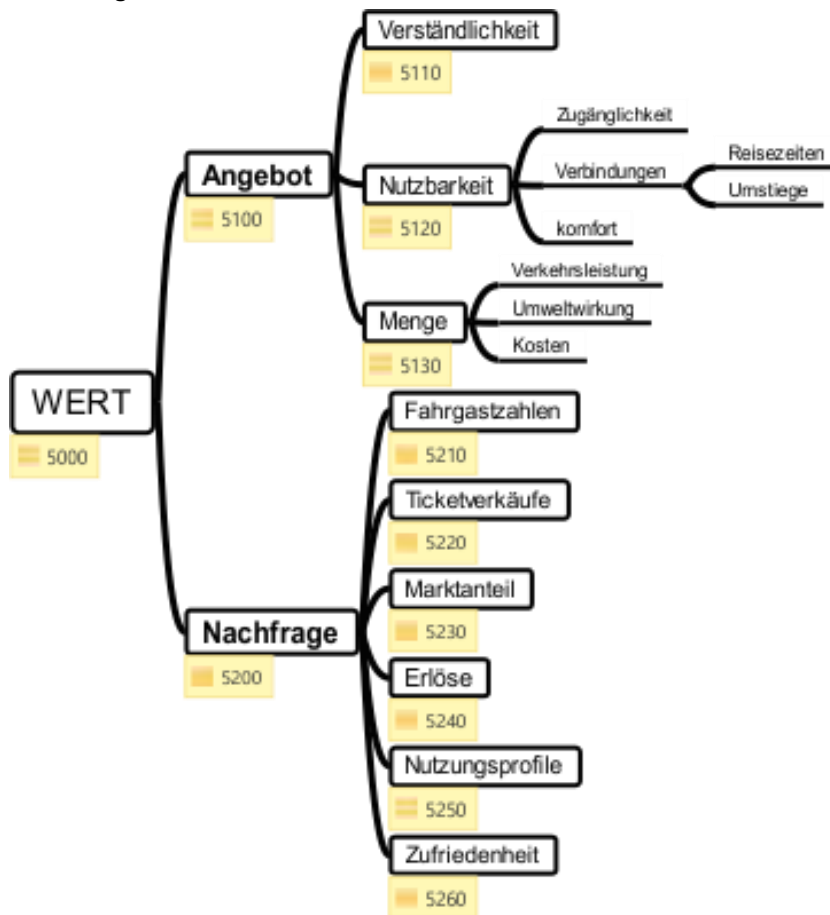 Verständlichkeit
5110
Zugänglichkeit
Reisezeiten
Angebot
Nutzbarkeit
Verbindungen
Umstiege
5100
5120
komfort
Verkehrsleistung
Menge
Umweltwirkung
5130
Kosten
WERT
5000
Fahrgastzahlen
5210
Ticketverkäufe
5220
Marktanteil
5230
Nachfrage
5200
Erlöse
5240
Nutzungsprofile
5250
Zufriedenheit
5260